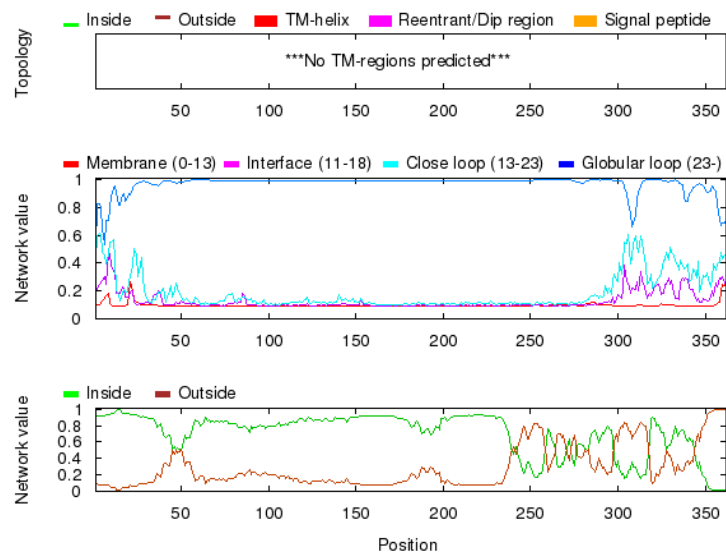 Inside Outside TM-helix Reentrant/Dip region Signal peptide
Topology
***No TM-regions predicted***
50 100 150 200 250 300 350
Membrane (0-13) Interface (11-18) Close loop (13-23) Globular loop (23-)
Network value
1
0.8
0.6
0.4
0.2
0
50 100 150 200 250 300 350
Inside Outside
Network value
1
0.8
0.6
0.4
0.2
0
50 100 150 200 250 300 350
Position